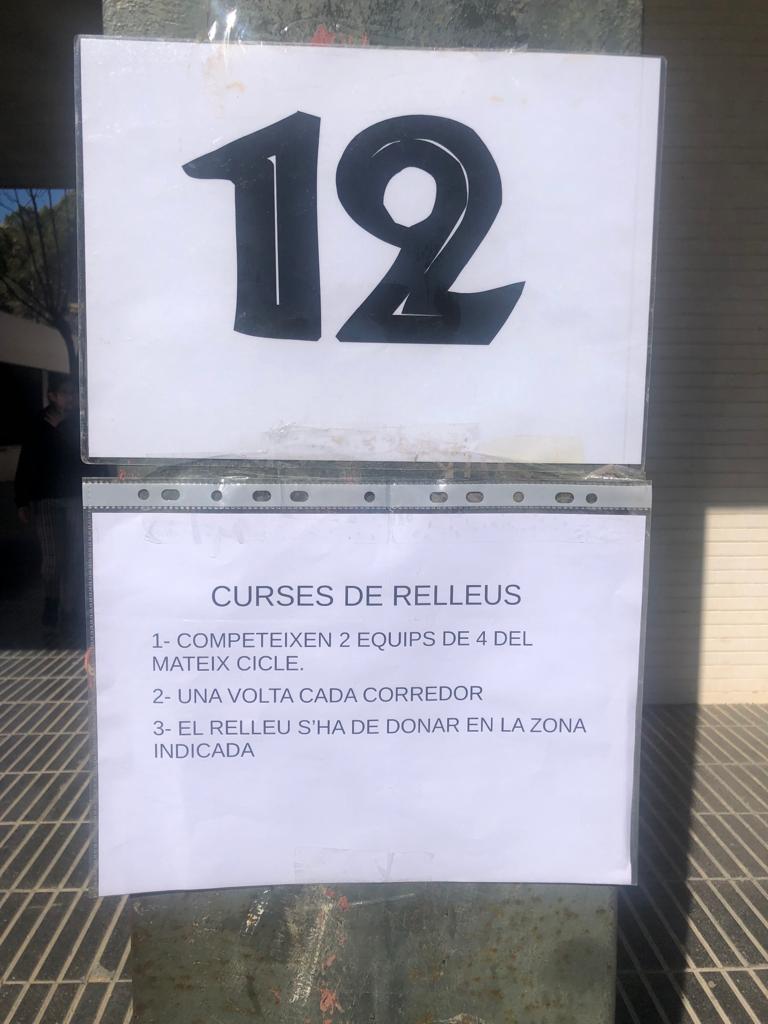 12
CURSES DE RELLEUS
1- COMPETEIXEN 2 EQUIPS DE 4 DEL
MATEIX CICLE.
2- UNA VOLTA CADA CORREDOR
3- EL RELLEU S'HA DE DONAR EN LA ZONA
INDICADA